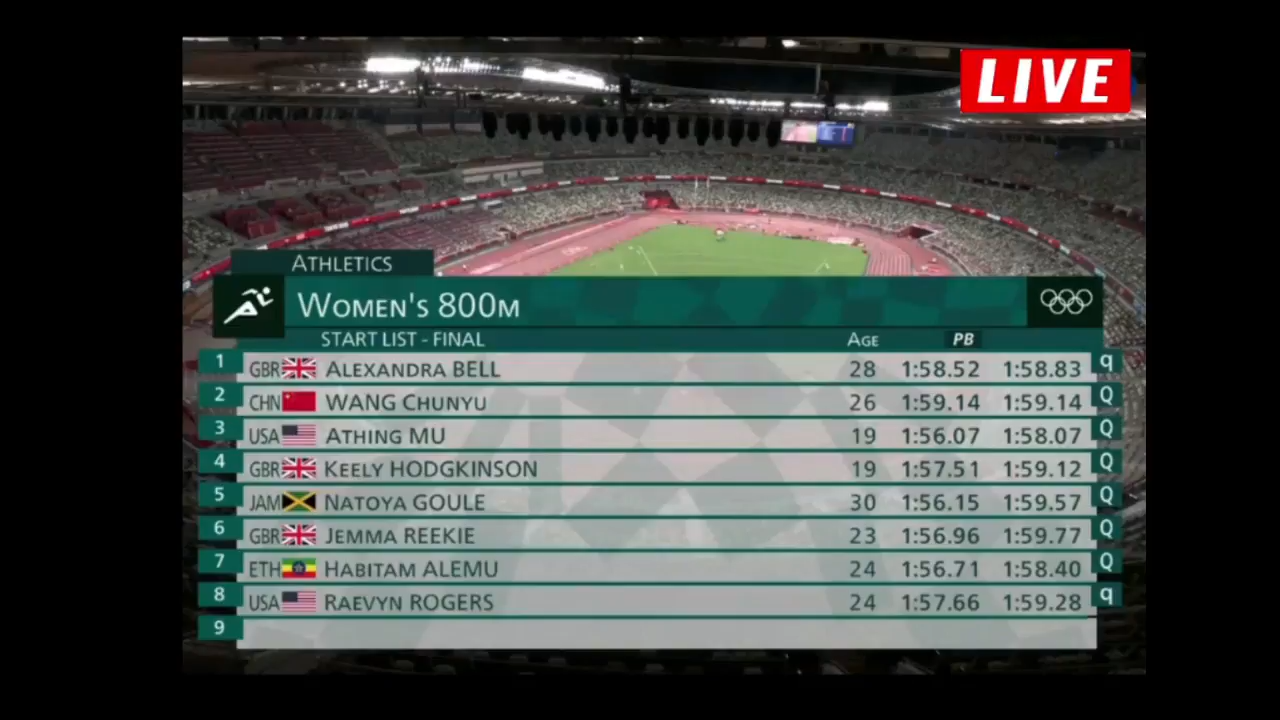 LIVE
ATHLETICS
WOMEN'S 800M
START LIST - FINAL AGE PB
1 GBR ALEXANDRA BELL 28 1:58.52 1:58.83 q
2 CHN WANG CHUNYU 26 1:59.14 1:59.14 Q
3 USA ATHING MU 19 1:56.07 1:58.07 Q
4 GBR KEELY HODGKINSON 19 1:57.51 1:59.12 Q
5 JAM NATOYA GOULE 30 1:56.15 1:59.57 Q
6 GBR JEMMA REEKIE 23 1:56.96 1:59.77 Q
7 ETH HABITAM ALEMU 24 1:56.71 1:58.40 Q
8 USA RAEVYN ROGERS 24 1:57.66 1:59.28 q
9